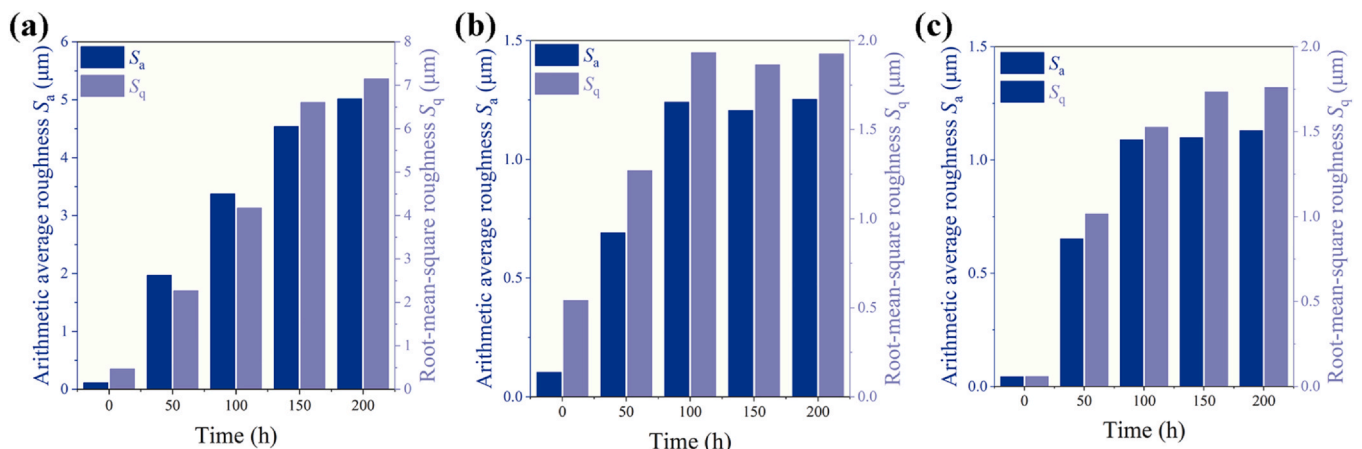 (a)
Arithmetic average roughness Sa (μm)
6
5
4
3
2
1
0
Sa
Sq
8
7
6
5
4
3
2
1
0
Root-mean-square roughness Sq (μm)
0 50 100 150 200
Time (h)
(b)
Arithmetic average roughness Sa (μm)
1.5
1.0
0.5
0.0
Sa
Sq
2.0
1.5
1.0
0.5
0.0
Root-mean-square roughness Sq (μm)
0 50 100 150 200
Time (h)
(c)
Arithmetic average roughness Sa (μm)
1.5
1.0
0.5
0.0
Sa
Sq
2.0
1.5
1.0
0.5
0.0
Root-mean-square roughness Sq (μm)
0 50 100 150 200
Time (h)